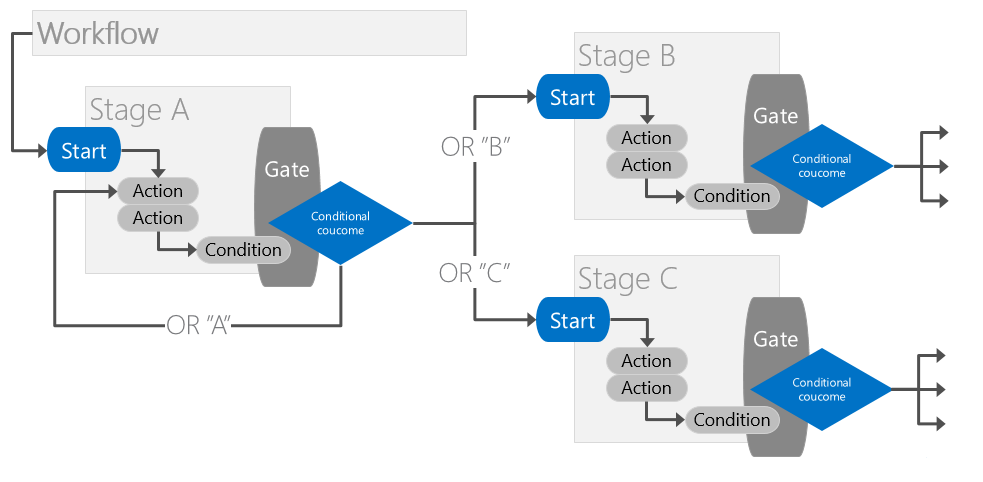 Workflow
Stage A
Start
Action
Action
Condition
Gate
Conditional
coucome
OR "A"
OR "B"
OR "C"
Stage B
Start
Action
Action
Condition
Gate
Conditional
coucome
Stage C
Start
Action
Action
Condition
Gate
Conditional
coucome